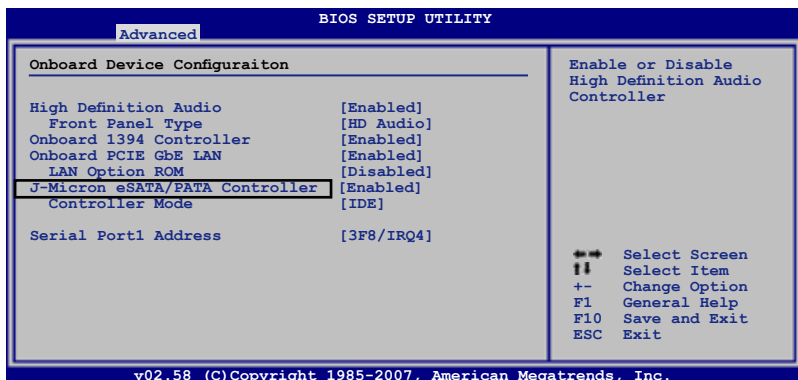 BIOS SETUP UTILITY
Advanced
Onboard Device Configuraiton
High Definition Audio [Enabled]
Front Panel Type [HD Audio]
Onboard 1394 Controller [Enabled]
Onboard PCIE GbE LAN [Enabled]
LAN Option ROM [Disabled]
J-Micron eSATA/PATA Controller [Enabled]
Controller Mode [IDE]
Serial Port1 Address [3F8/IRQ4]
Enable or Disable
High Definition Audio
Controller
←→ Select Screen
↑↓ Select Item
+- Change Option
F1 General Help
F10 Save and Exit
ESC Exit
v02.58 (C)Copyright 1985-2007, American Megatrends, Inc.